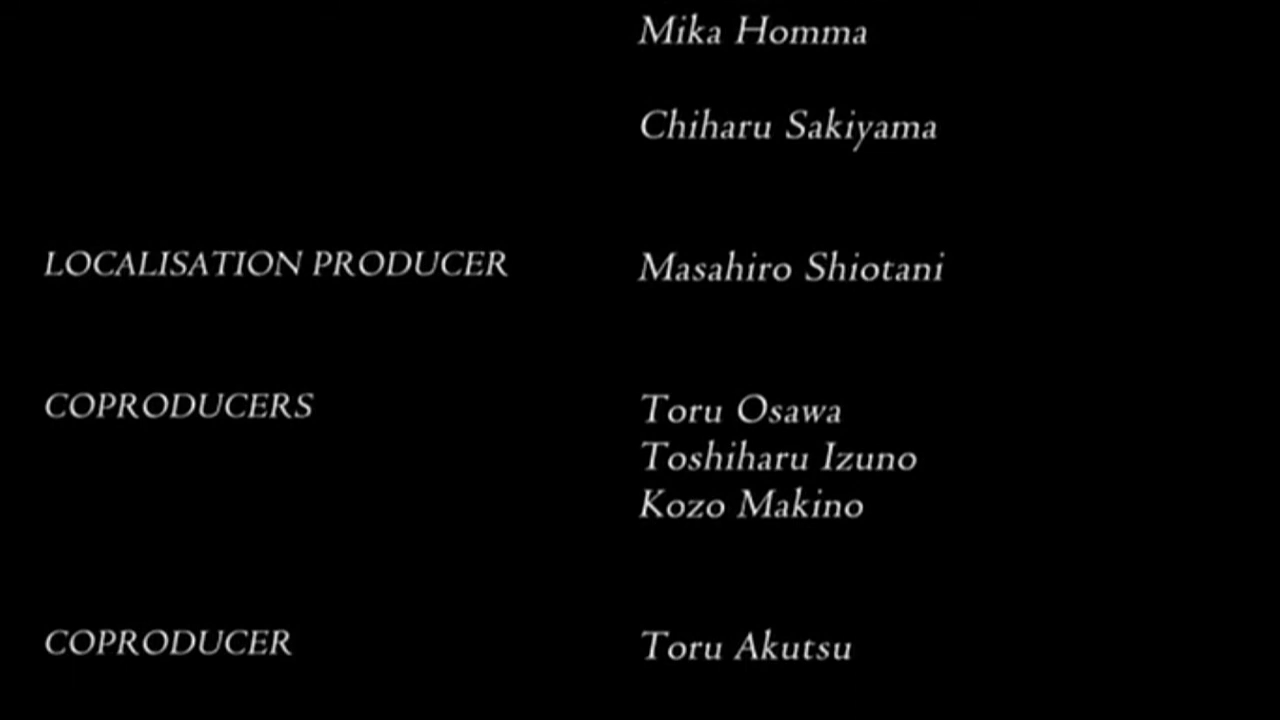 Mika Homma
Chiharu Sakiyama
LOCALISATION PRODUCER Masahiro Shiotani
COPRODUCERS Toru Osawa
Toshiharu Izuno
Kozo Makino
COPRODUCER Toru Akutsu